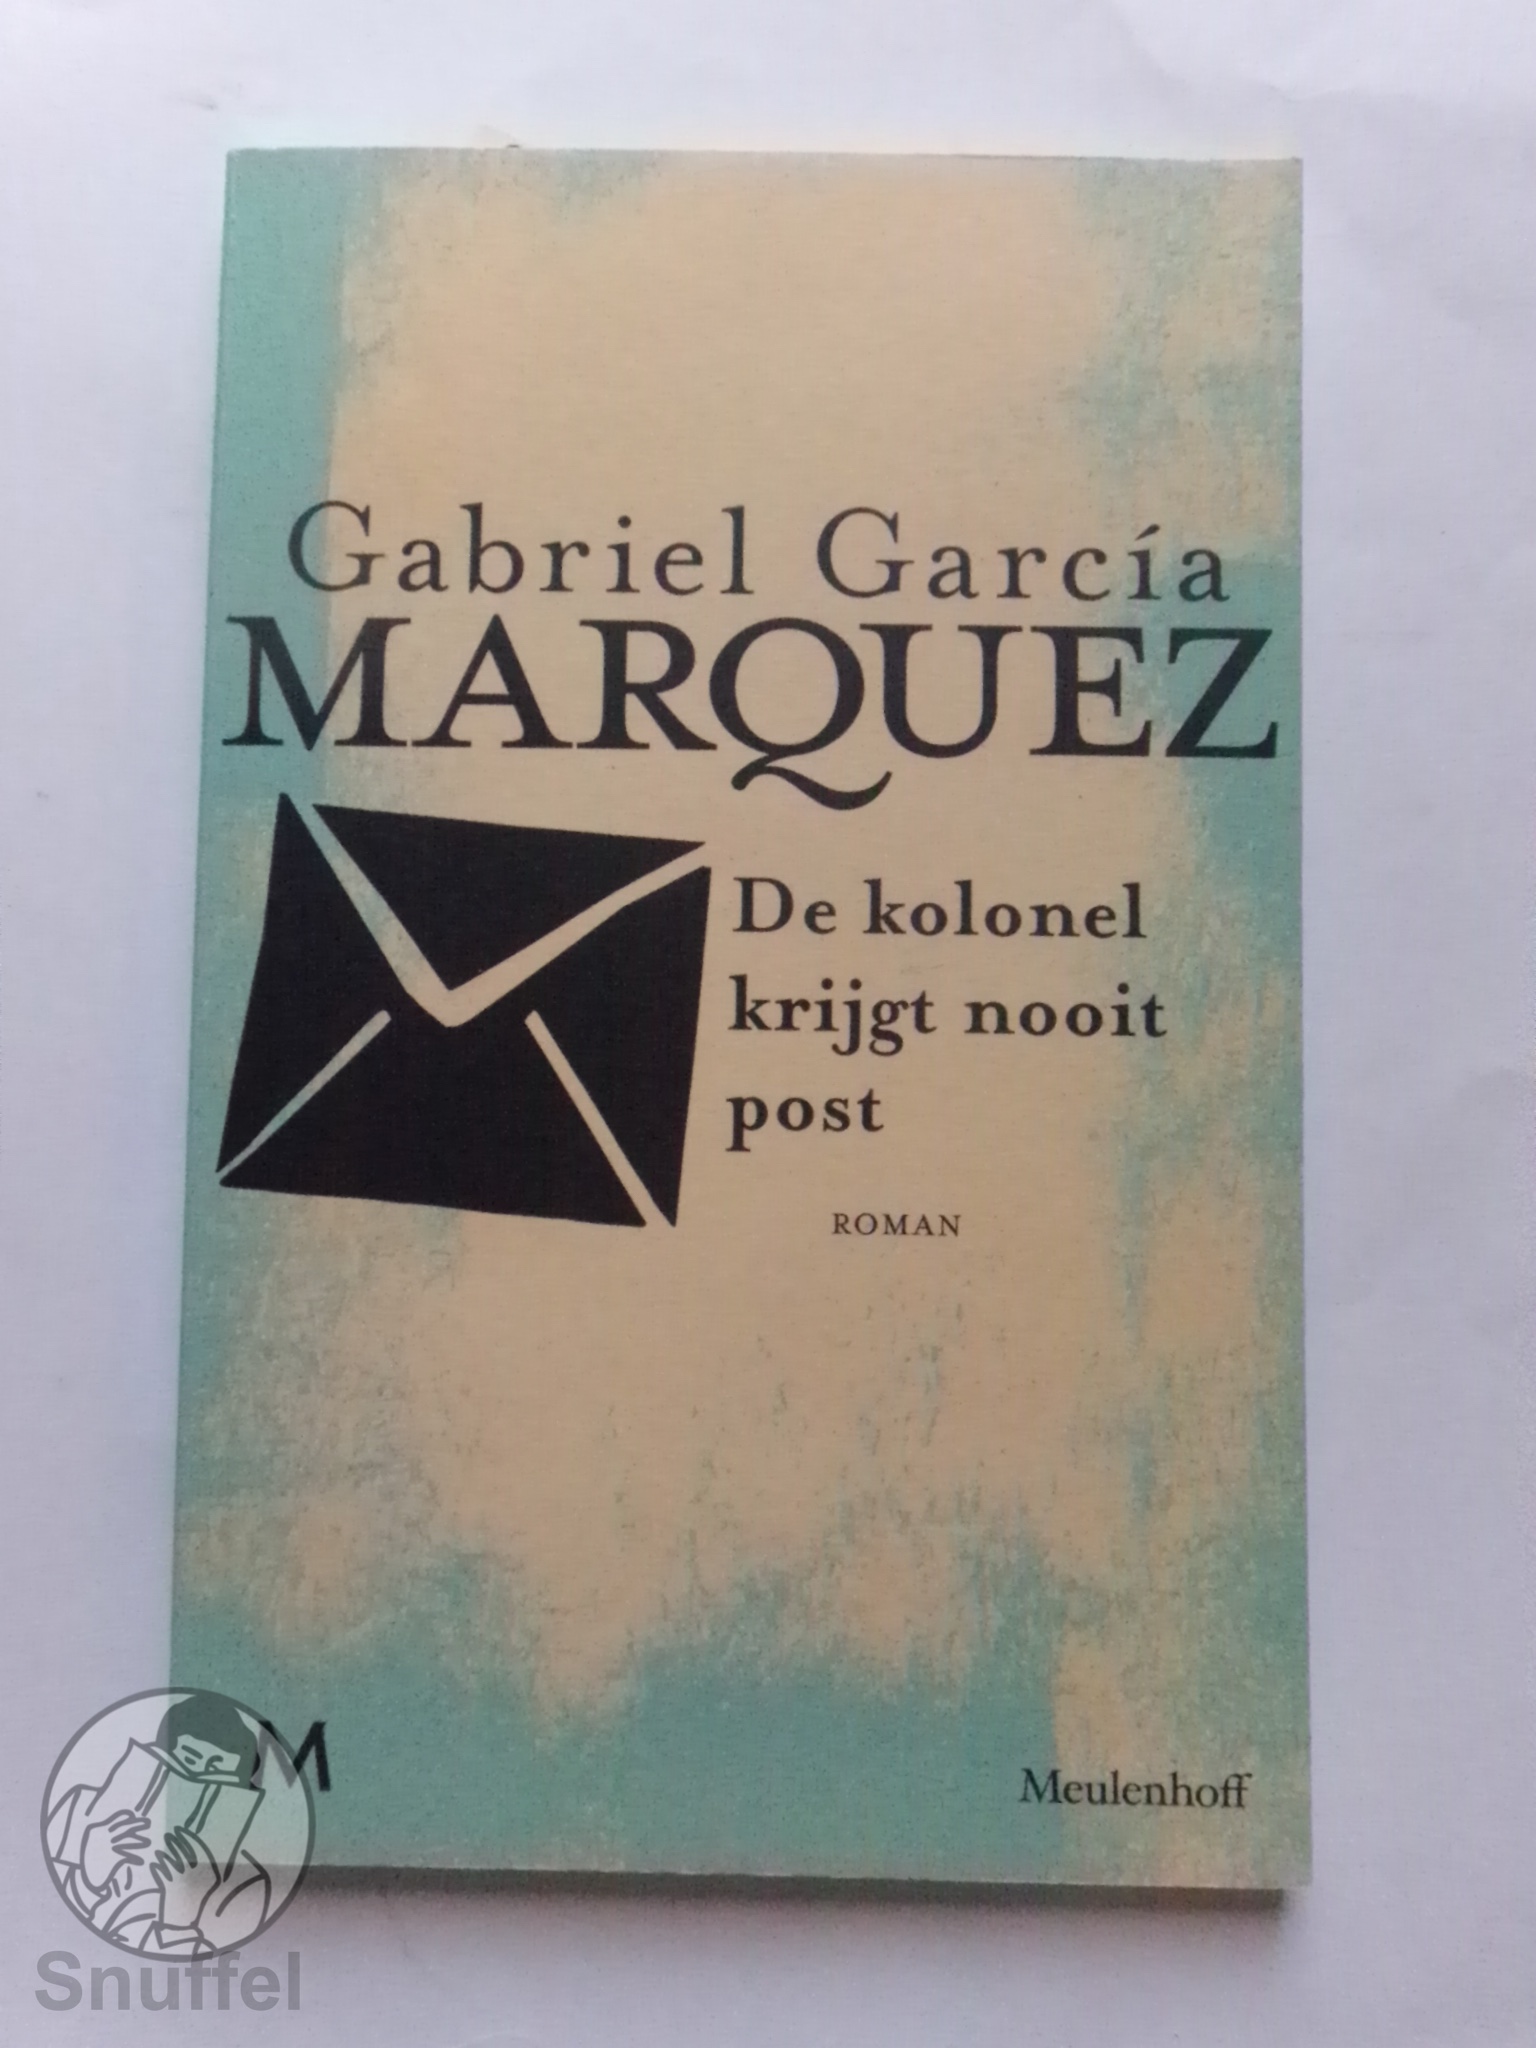 Gabriel García
MARQUEZ
De kolonel
krijgt nooit
post
ROMAN
M
Meulenhoff
Snuffel